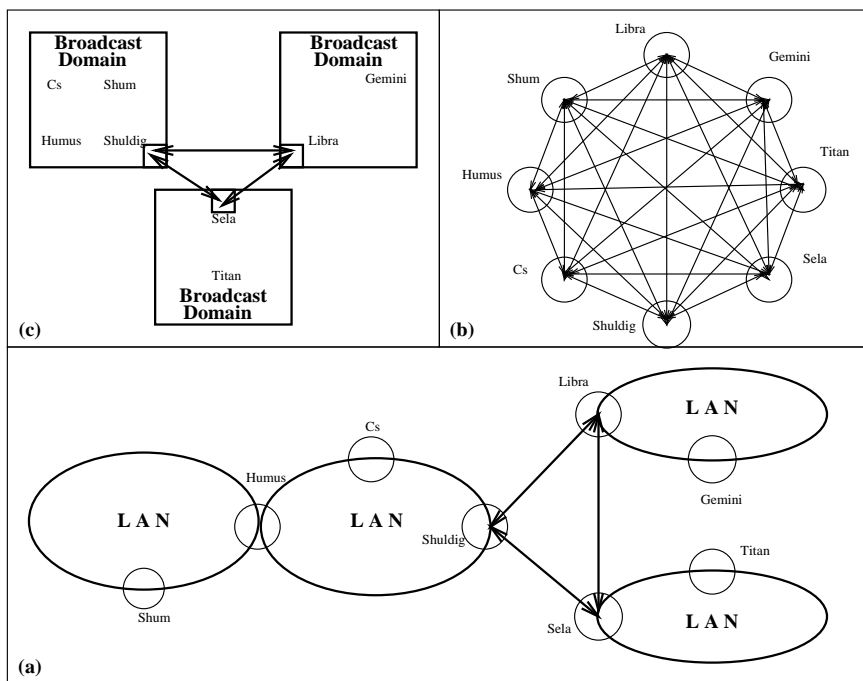 Broadcast
Domain
Cs Shum
Humus Shuldig
Broadcast
Domain
Gemini
Libra
Sela
Titan
Broadcast
Domain
(c)
Libra
Shum
Gemini
Humus
Titan
Cs
Sela
Shuldig
(b)
L A N
Shum
Humus
Cs
L A N
Shuldig
Libra
L A N
Gemini
Titan
Sela
L A N
(a)